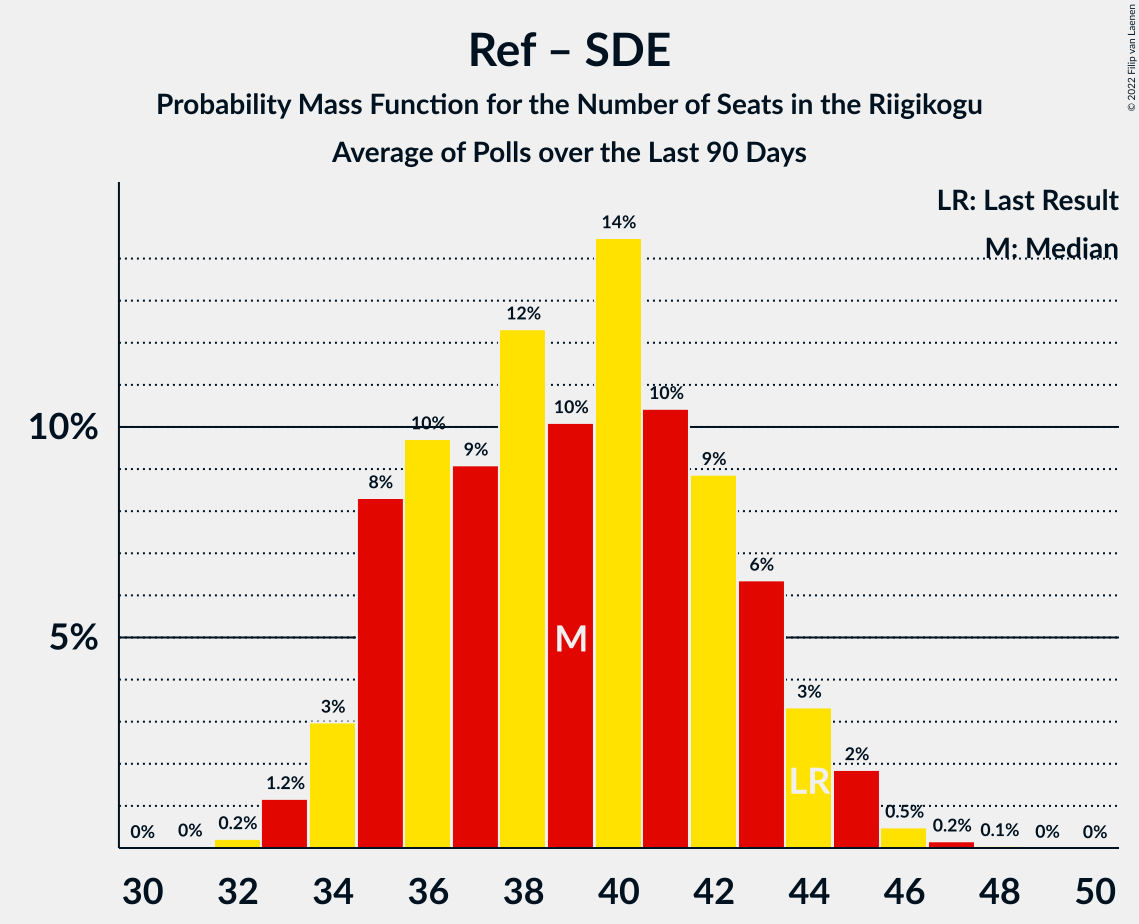 Ref – SDE
Probability Mass Function for the Number of Seats in the Riigikogu
Average of Polls over the Last 90 Days
© 2022 Filip van Laenen
LR: Last Result
M: Median
10%
5%
0% 0% 0.2% 1.2% 3% 8% 10% 9% 12% 10% 14% 10% 9% 6% 3% 2% 0.5% 0.2% 0.1% 0% 0%
M
LR
30 32 34 36 38 40 42 44 46 48 50